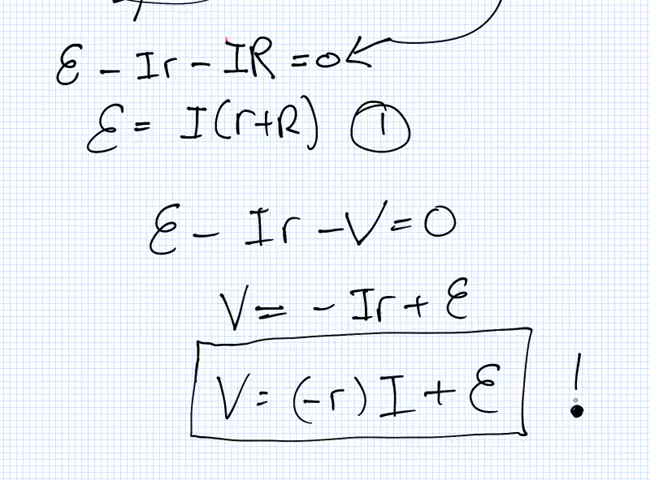 ℰ - Ir - IR = 0
ℰ = I(r+R) ①
ℰ - Ir - V = 0
V = - Ir + ℰ
V = (-r) I + ℰ !